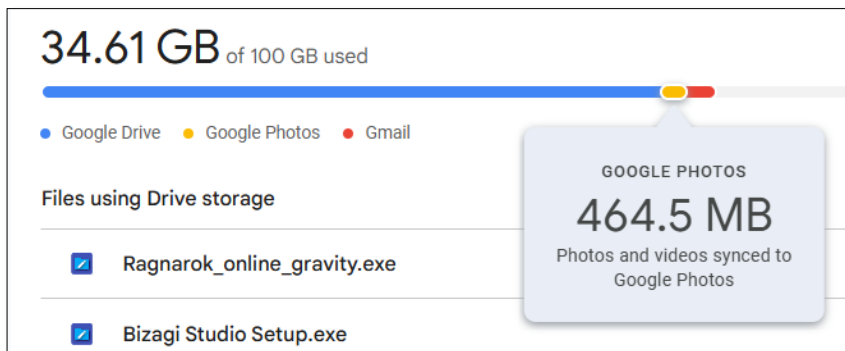 34.61 GB of 100 GB used
Google Drive Google Photos Gmail
Files using Drive storage
Ragnarok_online_gravity.exe
Bizagi Studio Setup.exe
GOOGLE PHOTOS
464.5 MB
Photos and videos synced to
Google Photos